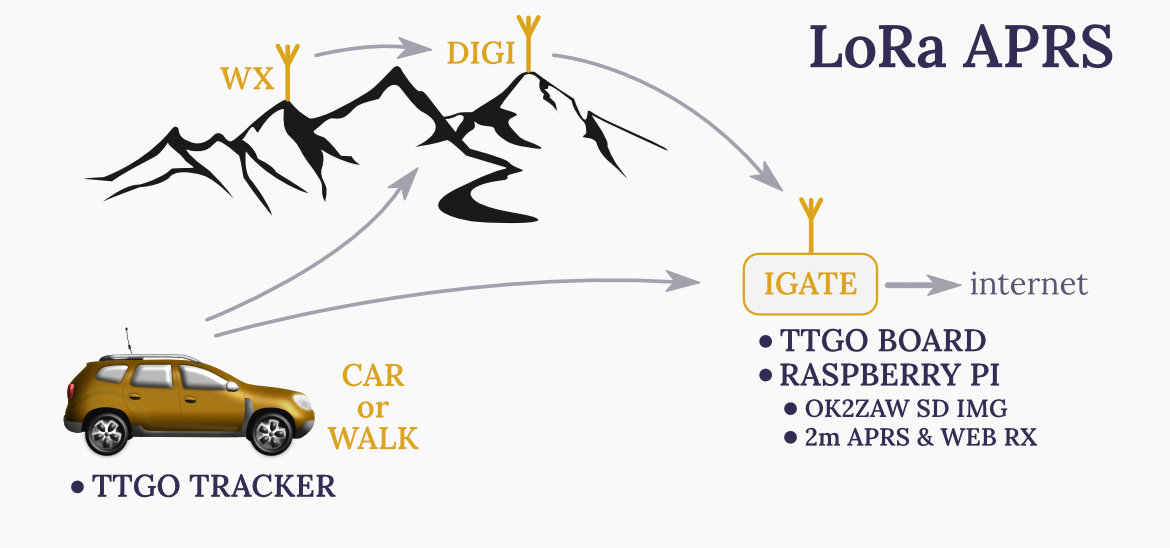 LoRa APRS
WX
DIGI
IGATE
internet
• TTGO BOARD
• RASPBERRY PI
• OK2ZAW SD IMG
• 2m APRS & WEB RX
CAR
or
WALK
• TTGO TRACKER